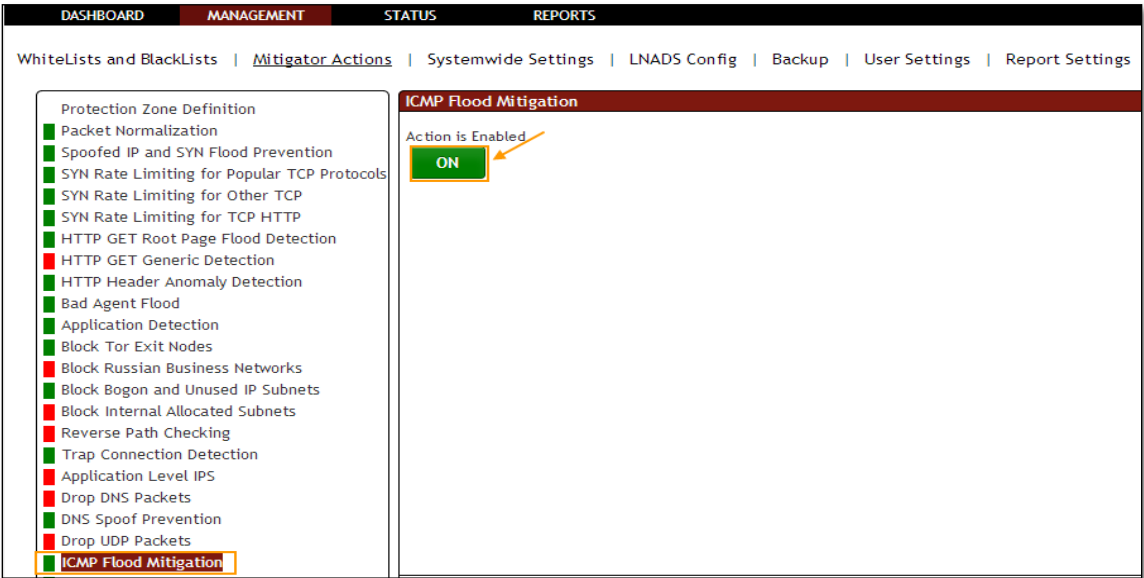 DASHBOARD MANAGEMENT STATUS REPORTS
WhiteLists and BlackLists | Mitigator Actions | Systemwide Settings | LNADS Config | Backup | User Settings | Report Settings
Protection Zone Definition
Packet Normalization
Spoofed IP and SYN Flood Prevention
SYN Rate Limiting for Popular TCP Protocols
SYN Rate Limiting for Other TCP
SYN Rate Limiting for TCP HTTP
HTTP GET Root Page Flood Detection
HTTP GET Generic Detection
HTTP Header Anomaly Detection
Bad Agent Flood
Application Detection
Block Tor Exit Nodes
Block Russian Business Networks
Block Bogon and Unused IP Subnets
Block Internal Allocated Subnets
Reverse Path Checking
Trap Connection Detection
Application Level IPS
Drop DNS Packets
DNS Spoof Prevention
Drop UDP Packets
ICMP Flood Mitigation
ICMP Flood Mitigation
Action is Enabled
ON